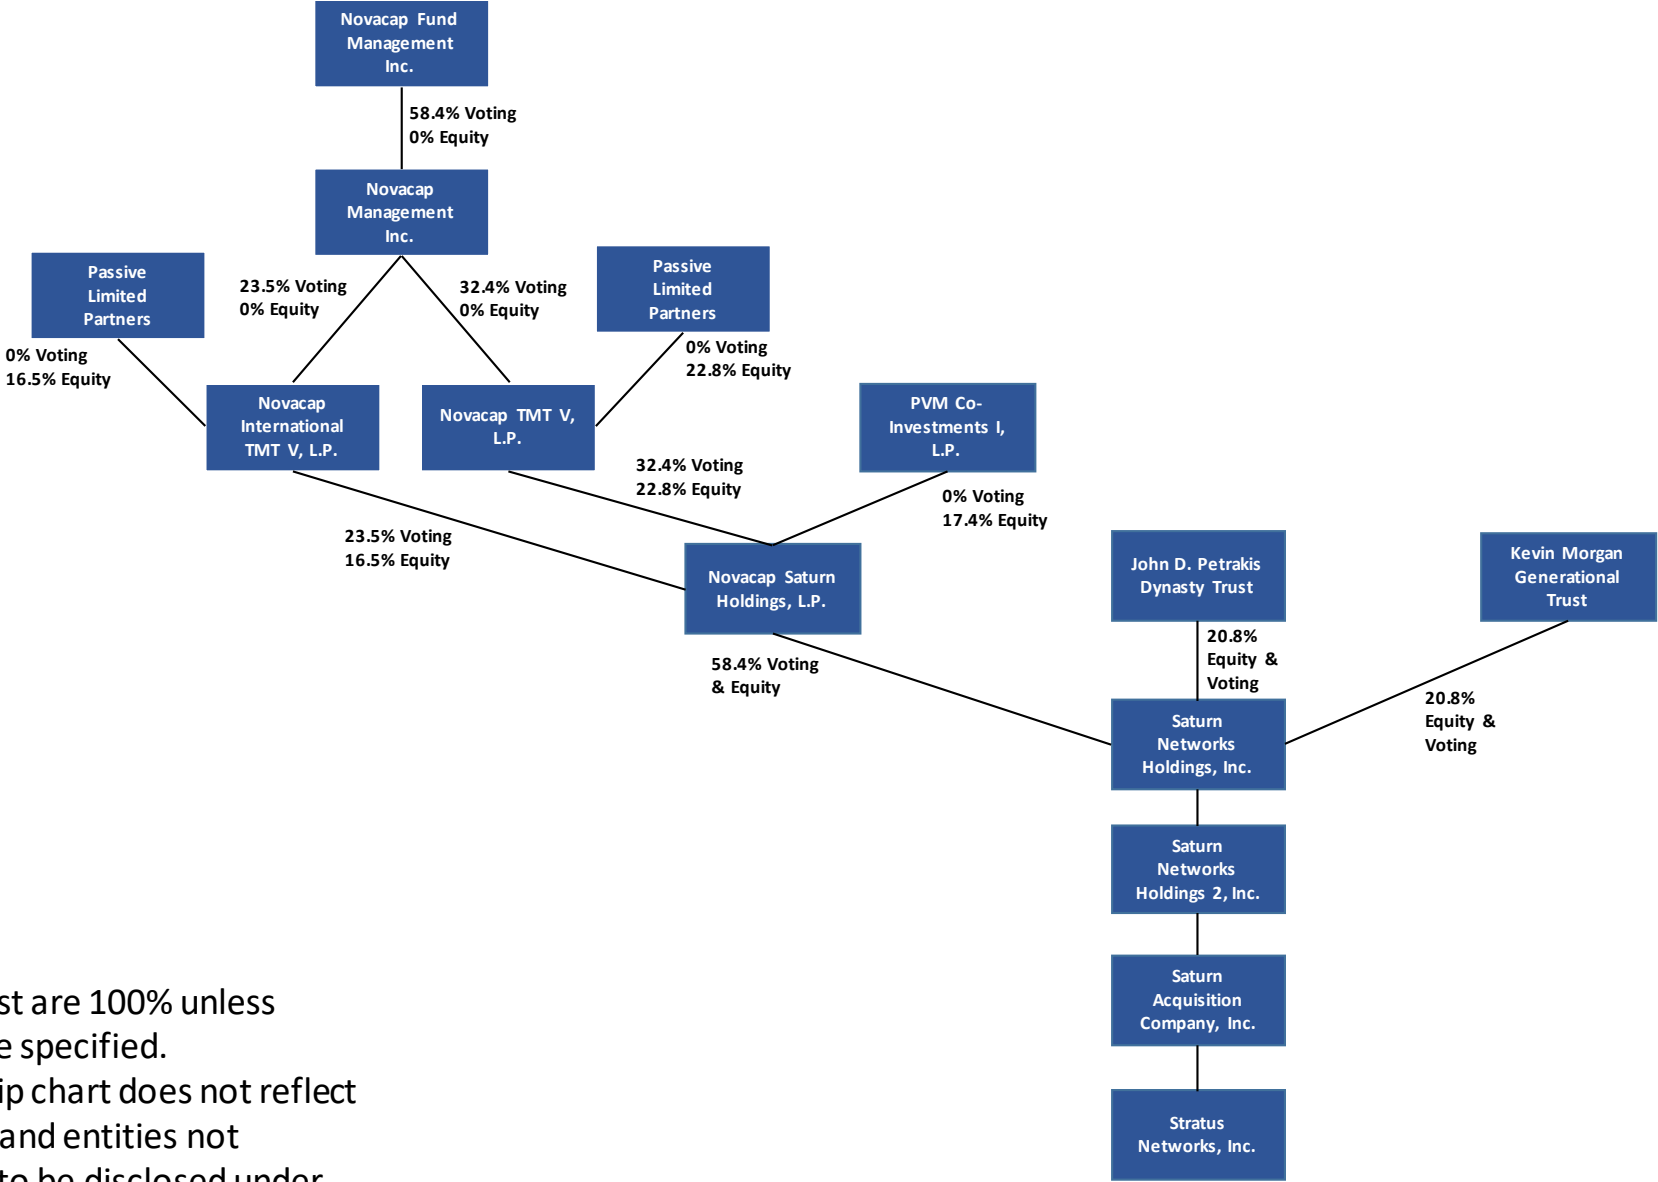 Novacap Fund
Management
Inc.
58.4% Voting
0% Equity
Novacap
Management
Inc.
Passive
Limited
Partners
23.5% Voting
0% Equity
32.4% Voting
0% Equity
Passive
Limited
Partners
0% Voting
16.5% Equity
0% Voting
22.8% Equity
Novacap
International
TMT V, L.P.
Novacap TMT V,
L.P.
PVM Co-
Investments I,
L.P.
32.4% Voting
22.8% Equity
0% Voting
17.4% Equity
23.5% Voting
16.5% Equity
Novacap Saturn
Holdings, L.P.
John D. Petrakis
Dynasty Trust
Kevin Morgan
Generational
Trust
20.8%
Equity &
Voting
58.4% Voting
& Equity
20.8%
Equity &
Voting
Saturn
Networks
Holdings, Inc.
Saturn
Networks
Holdings 2, Inc.
Saturn
Acquisition
Company, Inc.
Stratus
Networks, Inc.
st are 100% unless
e specified.
ip chart does not reflect
and entities not
to be disclosed under